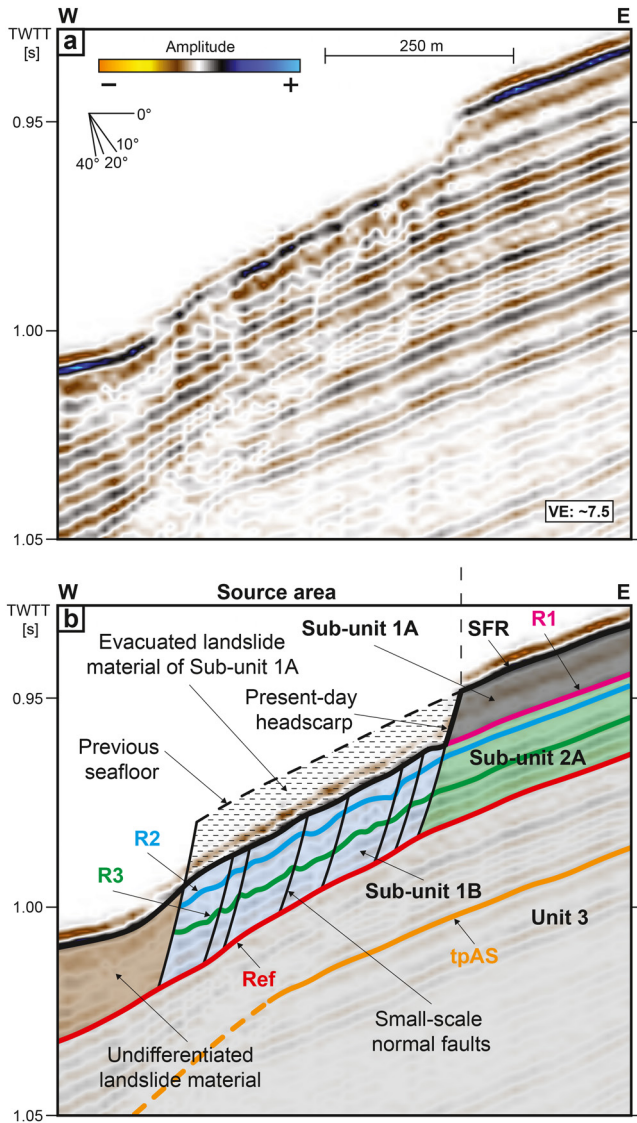 W E
TWTT
[s]
a
Amplitude
− +
250 m
0°
10°
20°
40°
0.95
1.00
1.05
VE: ~7.5
W Source area E
TWTT
[s]
b
Evacuated landslide
material of Sub-unit 1A
Sub-unit 1A
SFR
R1
Present-day
headscarp
Previous
seafloor
0.95
Sub-unit 2A
R2
R3
Sub-unit 1B
1.00
Unit 3
Ref
tpAS
Small-scale
normal faults
Undifferentiated
landslide material
1.05